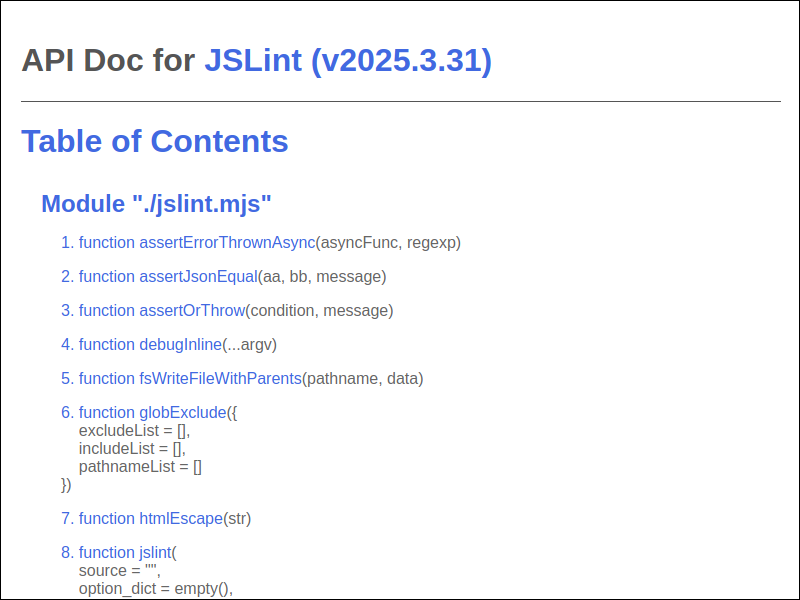 API Doc for JSLint (v2025.3.31)
Table of Contents
Module "./jslint.mjs"
1. function assertErrorThrownAsync(asyncFunc, regexp)
2. function assertJsonEqual(aa, bb, message)
3. function assertOrThrow(condition, message)
4. function debugInline(...argv)
5. function fsWriteFileWithParents(pathname, data)
6. function globExclude({
excludeList = [],
includeList = [],
pathnameList = []
})
7. function htmlEscape(str)
8. function jslint(
source = "",
option_dict = empty(),